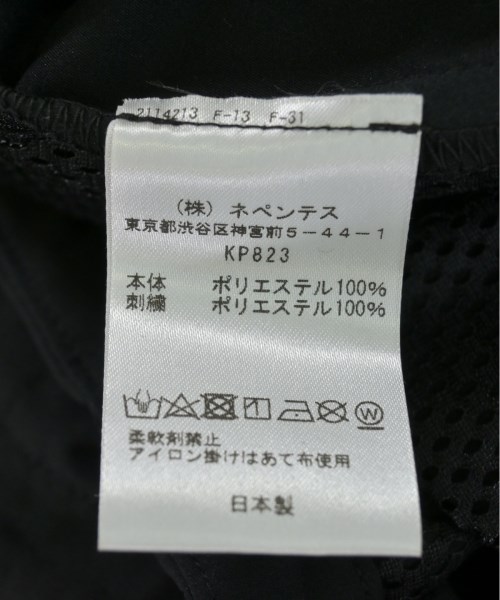 2114213 F-13 F-31
(株) ネペンテス
東京都渋谷区神宮前5-44-1
KP823
本体 ポリエステル100%
刺繍 ポリエステル100%
W
柔軟剤禁止
アイロン掛けはあて布使用
日本製